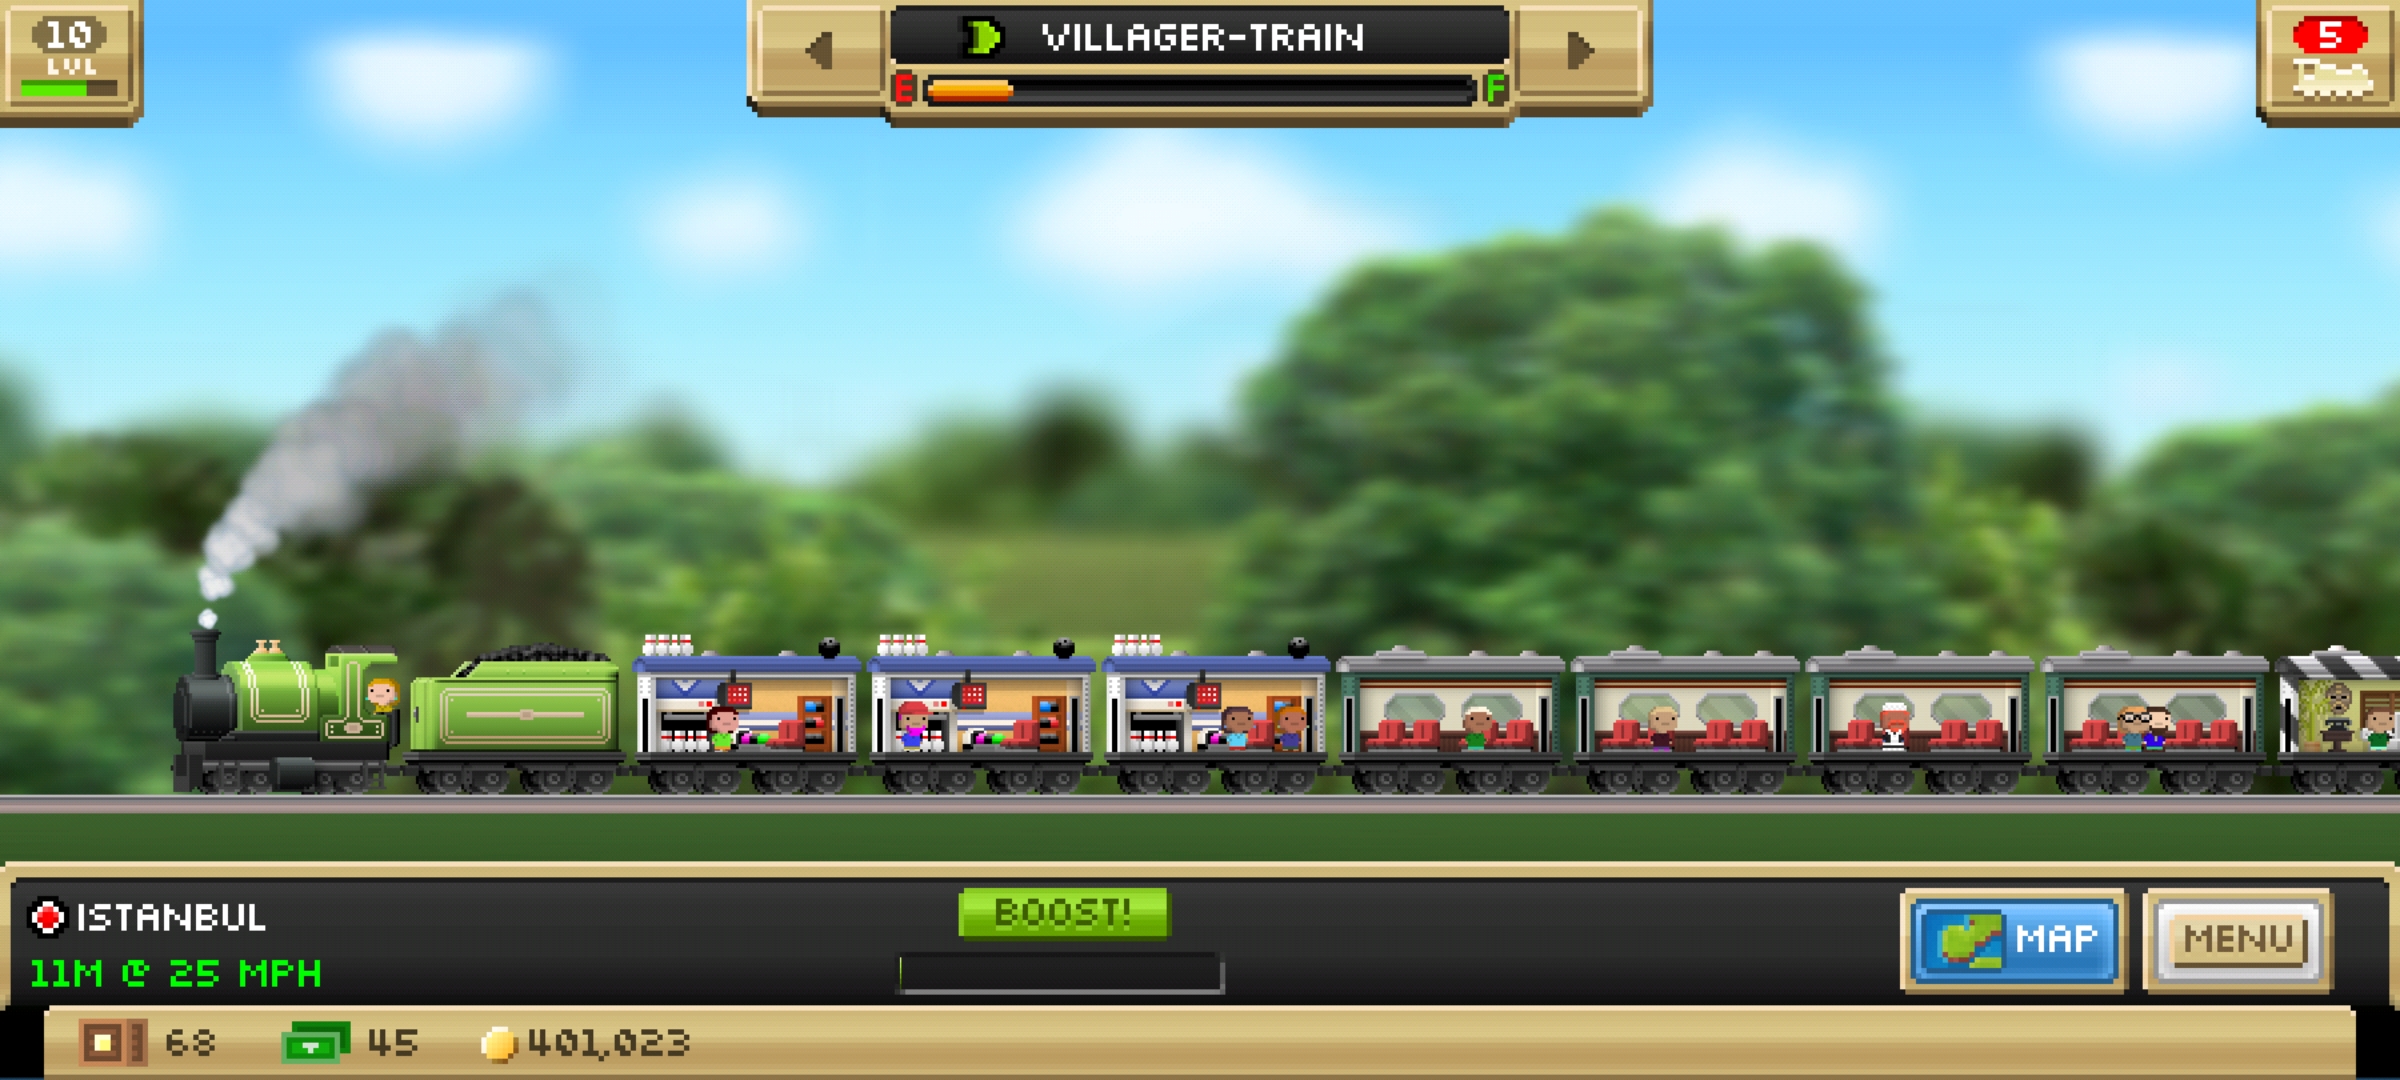 10
LVL
VILLAGER-TRAIN
E F
5
ISTANBUL
11M @ 25 MPH
BOOST!
MAP
MENU
68 45 401,023